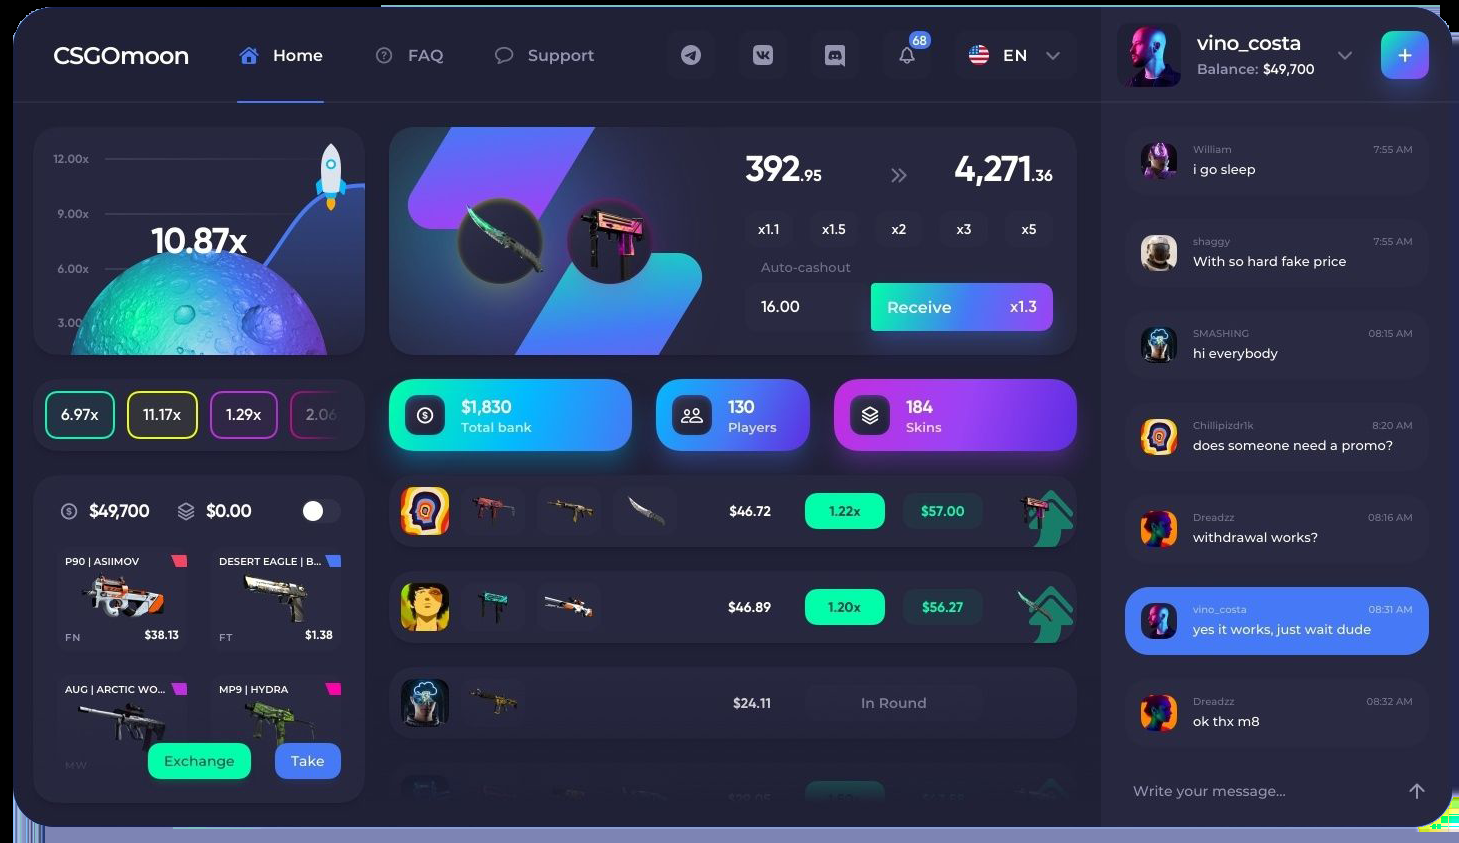 CSGOmoon
Home
FAQ
Support
68
EN
vino_costa
Balance: $49,700
+
12.00x
9.00x
6.00x
3.00
10.87x
392.95
4,271.36
x1.1
x1.5
x2
x3
x5
Auto-cashout
16.00
Receive
x1.3
6.97x
11.17x
1.29x
2.06
$1,830
Total bank
130
Players
184
Skins
$49,700
$0.00
P90 | ASIIMOV
FN
$38.13
DESERT EAGLE | B...
FT
$1.38
AUG | ARCTIC WO...
MW
MP9 | HYDRA
Exchange
Take
$46.72
1.22x
$57.00
$46.89
1.20x
$56.27
$24.11
In Round
William
7:55 AM
i go sleep
shaggy
7:55 AM
With so hard fake price
SMASHING
08:15 AM
hi everybody
Chillipizdr1k
8:20 AM
does someone need a promo?
Dreadzz
08:16 AM
withdrawal works?
vino_costa
08:31 AM
yes it works, just wait dude
Dreadzz
08:32 AM
ok thx m8
Write your message...